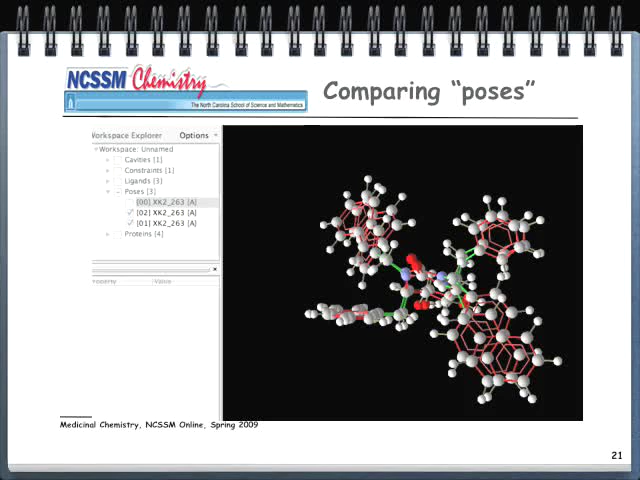 NCSSM Chemistry
The North Carolina School of Science and Mathematics
Comparing “poses”
Workspace Explorer Options
Workspace: Unnamed
Cavities [1]
Constraints [1]
Ligands [3]
Poses [3]
[00] XK2_263 [A]
[02] XK2_263 [A]
[01] XK2_263 [A]
Proteins [4]
roperty Value
Medicinal Chemistry, NCSSM Online, Spring 2009
21